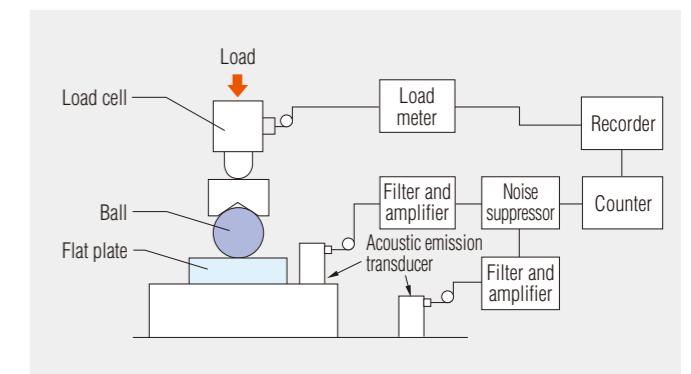 Load
Load cell
Load
meter
Recorder
Filter and
amplifier
Noise
suppressor
Counter
Ball
Acoustic emission
transducer
Flat plate
Filter and
amplifier